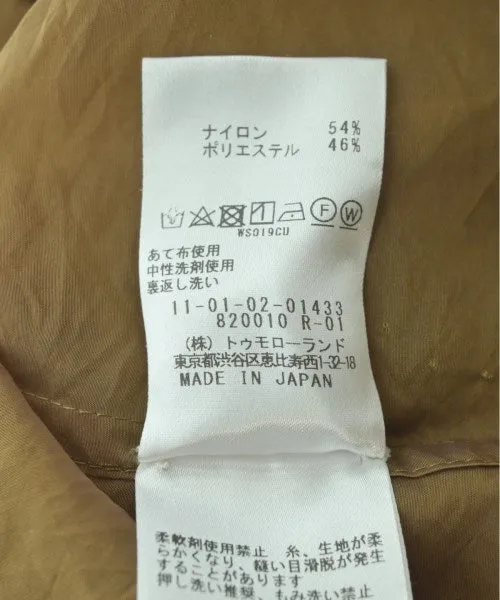 ナイロン 54%
ポリエステル 46%
F W
WS019CU
あて布使用
中性洗剤使用
裏返し洗い
11-01-02-01433
820010 R-01
(株) トゥモローランド
東京都渋谷区恵比寿西1-32-18
MADE IN JAPAN
柔軟剤使用禁止 糸、生地が柔
らかくなり、縫い目滑脱が発生
することがあります
押し洗い推奨、もみ洗い禁止